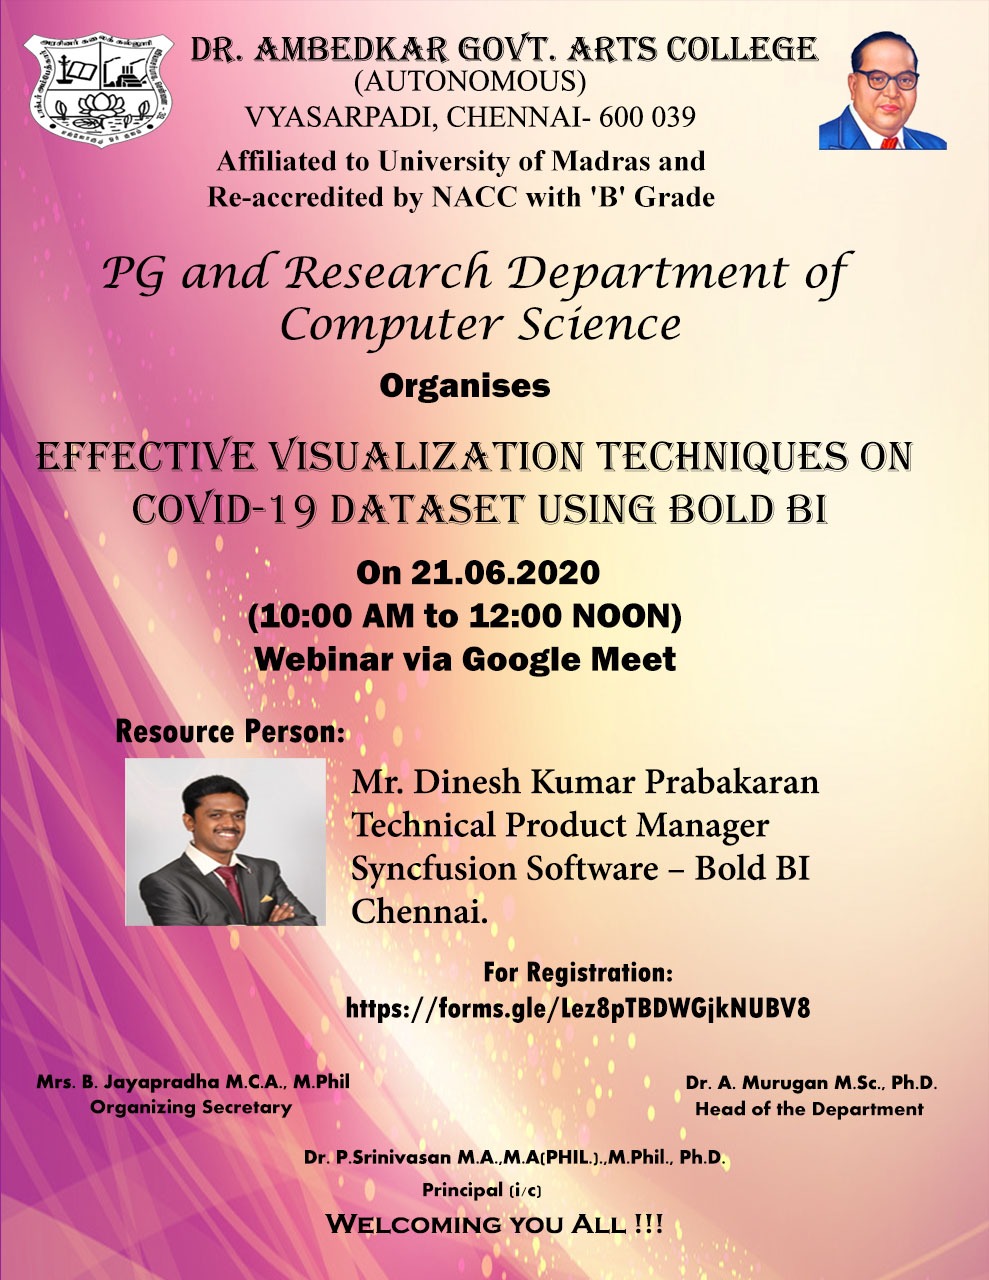 அரசினர் கலைக் கல்லூரி
DR. AMBEDKAR GOVT. ARTS COLLEGE
(AUTONOMOUS)
VYASARPADI, CHENNAI- 600 039
Affiliated to University of Madras and
Re-accredited by NACC with 'B' Grade
PG and Research Department of
Computer Science
Organises
EFFECTIVE VISUALIZATION TECHNIQUES ON
COVID-19 DATASET USING BOLD BI
On 21.06.2020
(10:00 AM to 12:00 NOON)
Webinar via Google Meet
Resource Person:
Mr. Dinesh Kumar Prabakaran
Technical Product Manager
Syncfusion Software – Bold BI
Chennai.
For Registration:
https://forms.gle/Lez8pTBDWGjkNUBV8
Mrs. B. Jayapradha M.C.A., M.Phil
Organizing Secretary
Dr. A. Murugan M.Sc., Ph.D.
Head of the Department
Dr. P.Srinivasan M.A.,M.A(PHIL.).,M.Phil., Ph.D.
Principal (i/c)
WELCOMING YOU ALL !!!